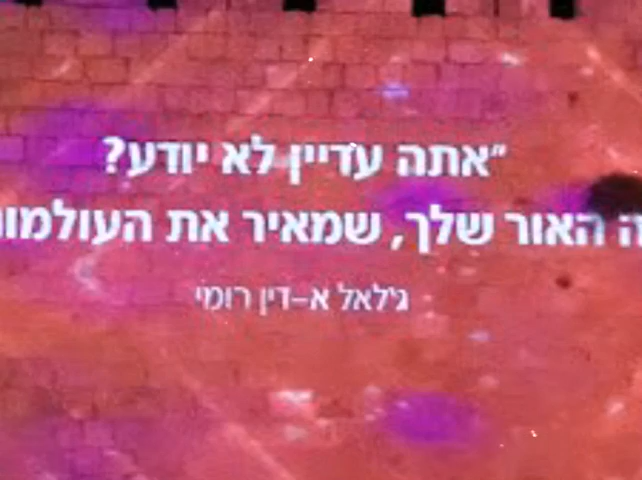 ״אתה עדיין לא יודע?
האור שלך, שמאיר את
ג'לאל א–דין רומי